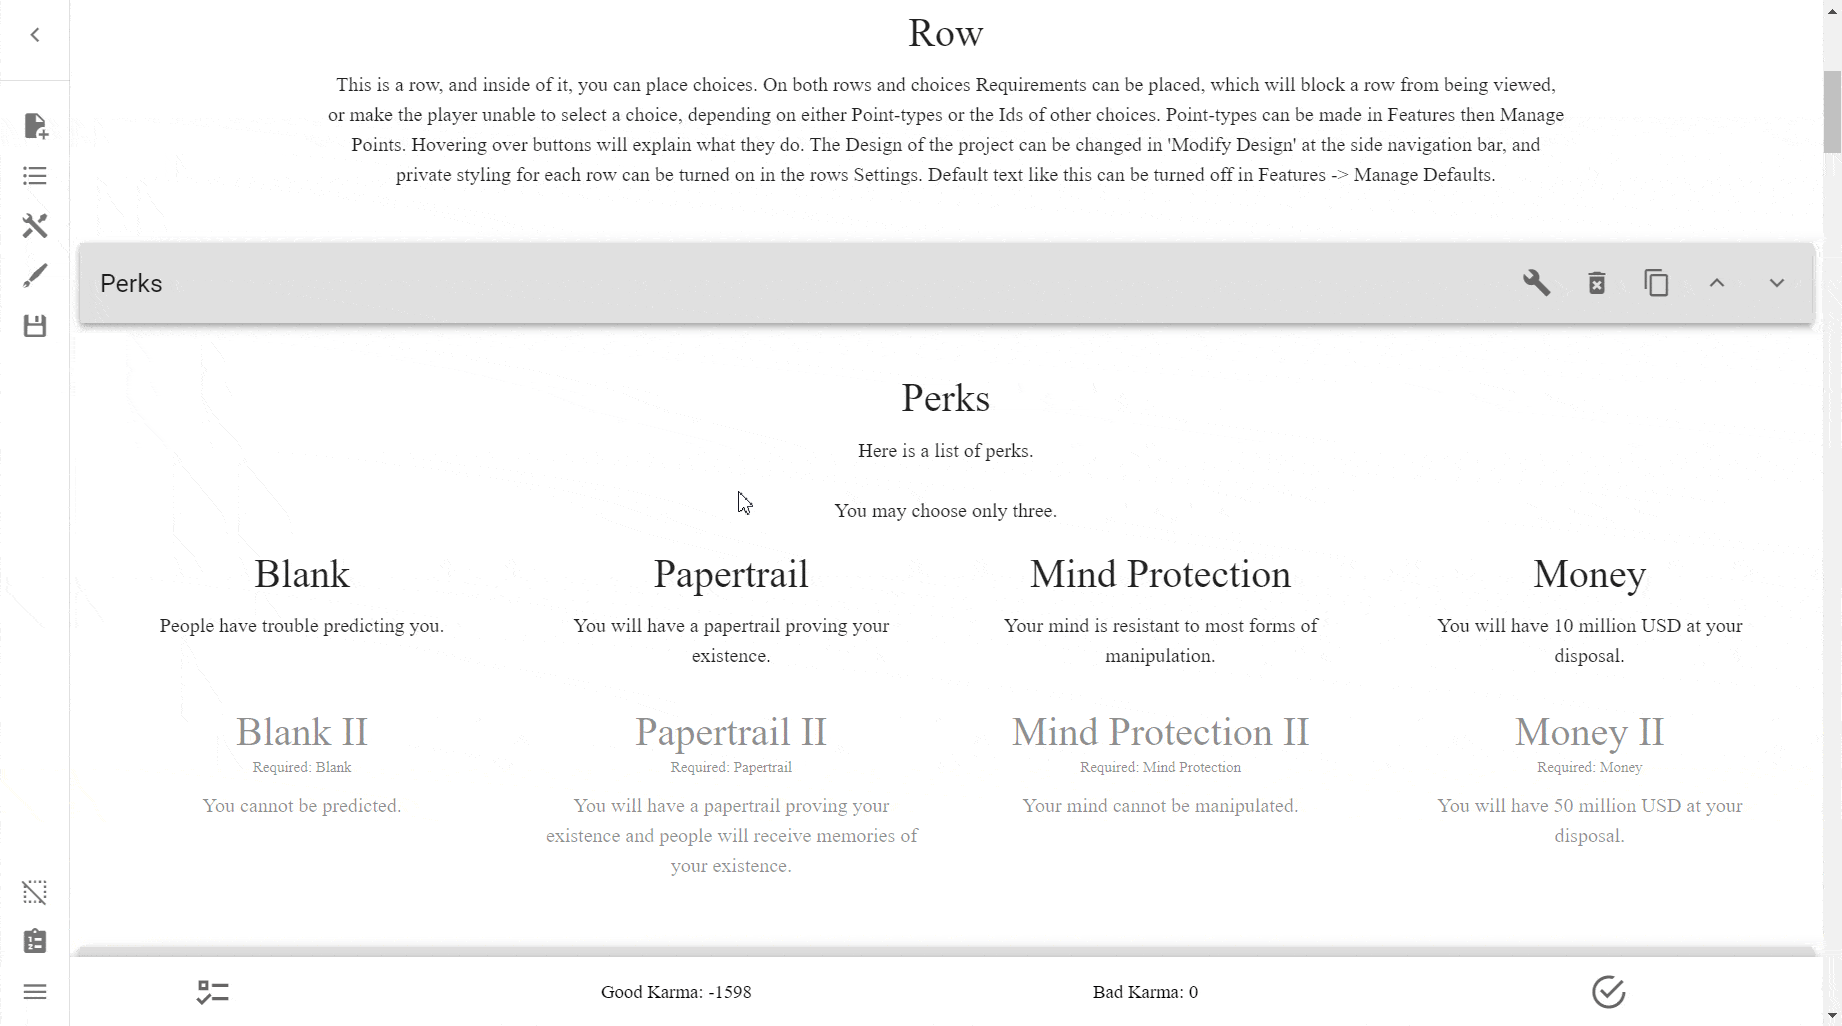 Row
This is a row, and inside of it, you can place choices. On both rows and choices Requirements can be placed, which will block a row from being viewed,
or make the player unable to select a choice, depending on either Point-types or the Ids of other choices. Point-types can be made in Features then Manage
Points. Hovering over buttons will explain what they do. The Design of the project can be changed in 'Modify Design' at the side navigation bar, and
private styling for each row can be turned on in the rows Settings. Default text like this can be turned off in Features -> Manage Defaults.
Perks
Perks
Here is a list of perks.
You may choose only three.
Blank
People have trouble predicting you.
Papertrail
You will have a papertrail proving your
existence.
Mind Protection
Your mind is resistant to most forms of
manipulation.
Money
You will have 10 million USD at your
disposal.
Blank II
Required: Blank
You cannot be predicted.
Papertrail II
Required: Papertrail
You will have a papertrail proving your
existence and people will receive memories of
your existence.
Mind Protection II
Required: Mind Protection
Your mind cannot be manipulated.
Money II
Required: Money
You will have 50 million USD at your
disposal.
Good Karma: -1598
Bad Karma: 0